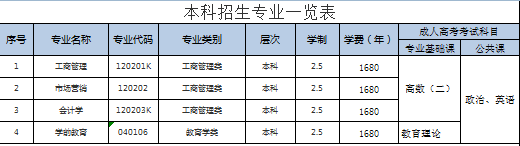 本科招生专业一览表
序号 专业名称 专业代码 专业类别 层次 学制 学费（年） 成人高考考试科目
专业基础课 公共课
1 工商管理 120201K 工商管理类 本科 2.5 1680 高数（二） 政治、英语
2 市场营销 120202 工商管理类 本科 2.5 1680
3 会计学 120203K 工商管理类 本科 2.5 1680
4 学前教育 040106 教育学类 本科 2.5 1680 教育理论